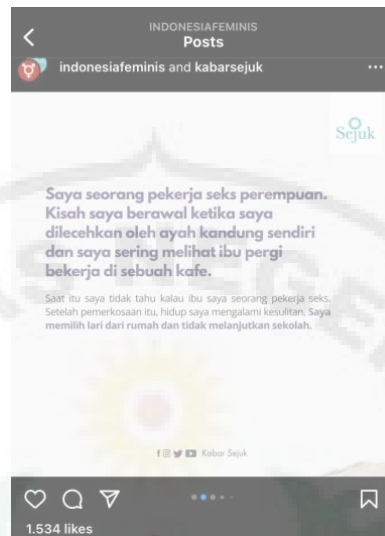 INDONESIAFEMINIS
Posts
indonesiafeminis and kabarsejuk
Sejuk
Saya seorang pekerja seks perempuan.
Kisah saya berawal ketika saya
dilecehkan oleh ayah kandung sendiri
dan saya sering melihat ibu pergi
bekerja di sebuah kafe.
Saat itu saya tidak tahu kalau ibu saya seorang pekerja seks.
Setelah pemerkosaan itu, hidup saya mengalami kesulitan. Saya
memilih lari dari rumah dan tidak melanjutkan sekolah.
Kabar Sejuk
1.534 likes